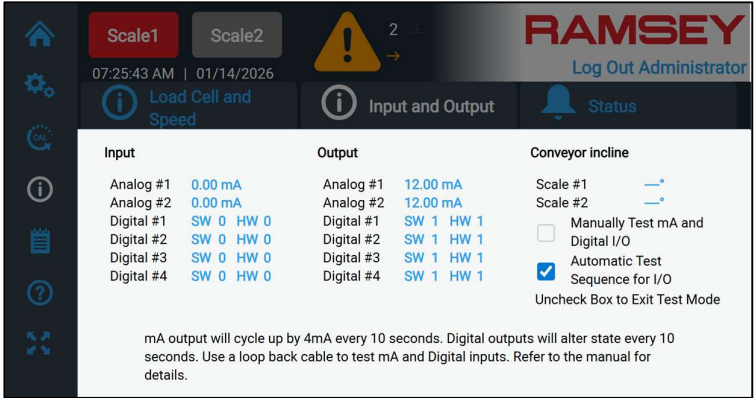 Scale1
Scale2
2
RAMSEY
07:25:43 AM | 01/14/2026
Log Out Administrator
CAL
Load Cell and
Speed
Input and Output
Status
Input
Output
Conveyor incline
Analog #1 0.00 mA
Analog #1 12.00 mA
Scale #1 —°
Analog #2 0.00 mA
Analog #2 12.00 mA
Scale #2 —°
Digital #1 SW 0 HW 0
Digital #1 SW 1 HW 1
Manually Test mA and
Digital I/O
Digital #2 SW 0 HW 0
Digital #2 SW 1 HW 1
Digital #3 SW 0 HW 0
Digital #3 SW 1 HW 1
Automatic Test
Sequence for I/O
Digital #4 SW 0 HW 0
Digital #4 SW 1 HW 1
Uncheck Box to Exit Test Mode
mA output will cycle up by 4mA every 10 seconds. Digital outputs will alter state every 10
seconds. Use a loop back cable to test mA and Digital inputs. Refer to the manual for
details.